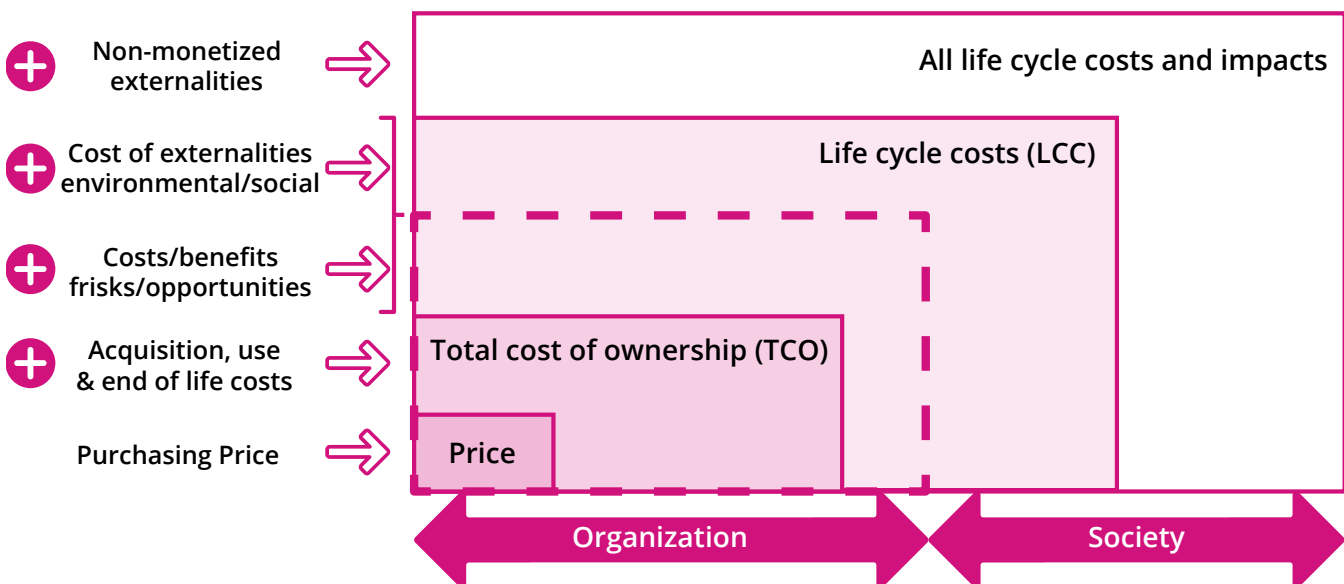 Non-monetized
externalities
All life cycle costs and impacts
Cost of externalities
environmental/social
Life cycle costs (LCC)
Costs/benefits
frisks/opportunities
Acquisition, use
& end of life costs
Total cost of ownership (TCO)
Purchasing Price
Price
Organization
Society